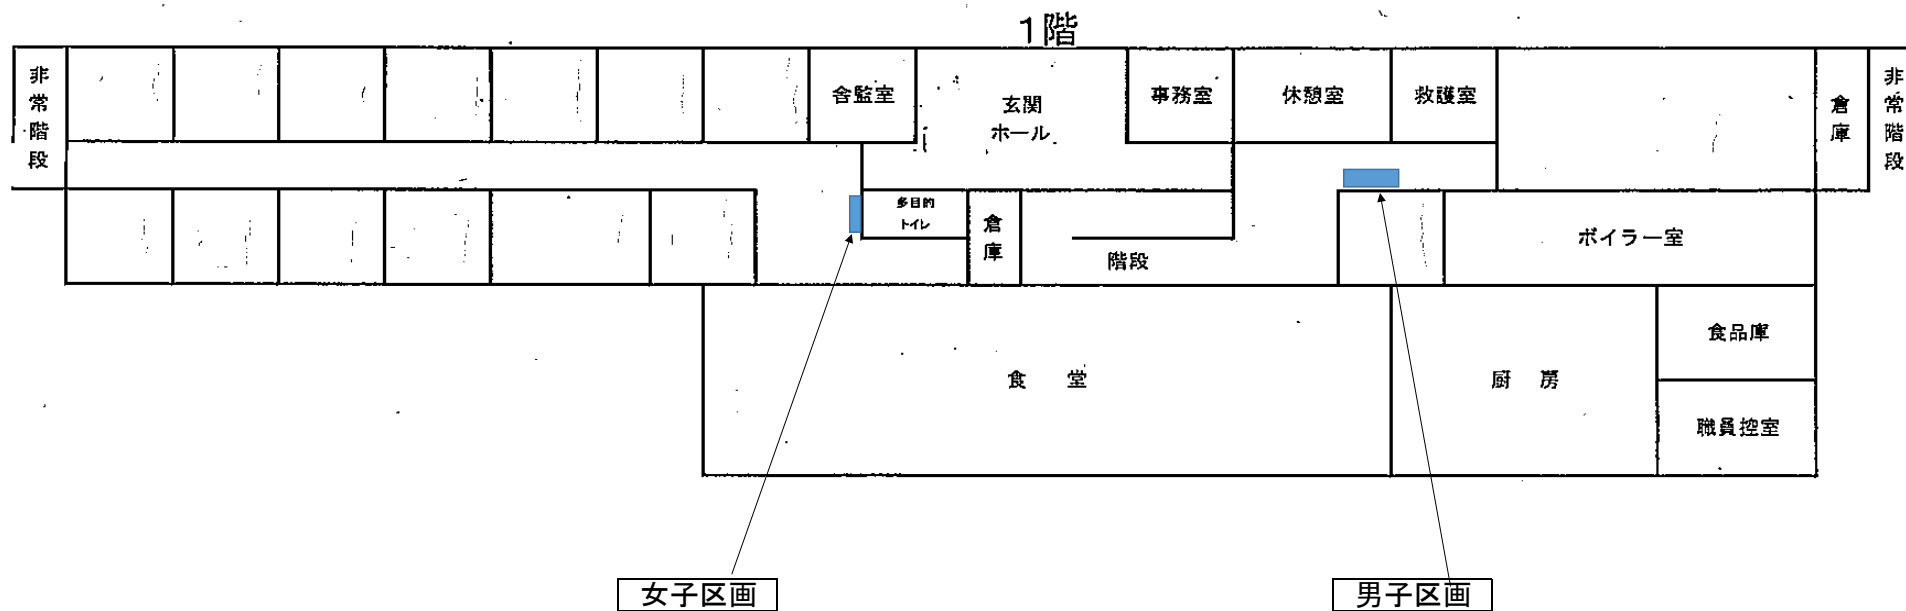 1階
非常階段
舎監室
玄関
ホール
事務室
休憩室
救護室
倉庫
非常階段
多目的
トイレ
倉庫
階段
ボイラー室
食堂
厨房
食品庫
職員控室
女子区画
男子区画